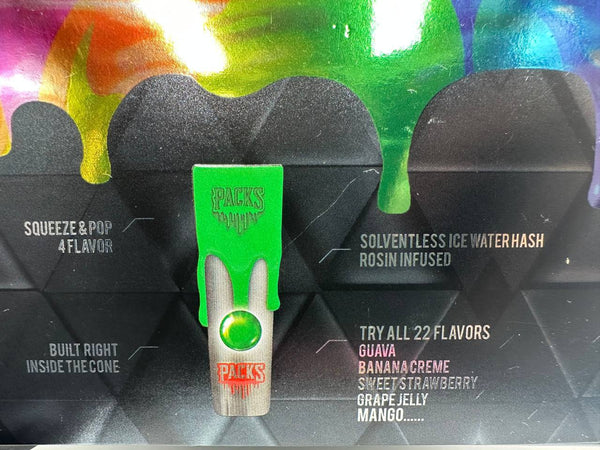 PACKS
SQUEEZE & POP
4 FLAVOR
SOLVENTLESS ICE WATER HASH
ROSIN INFUSED
BUILT RIGHT
INSIDE THE CONE
PACKS
TRY ALL 22 FLAVORS
GUAVA
BANANA CREME
SWEET STRAWBERRY
GRAPE JELLY
MANGO......